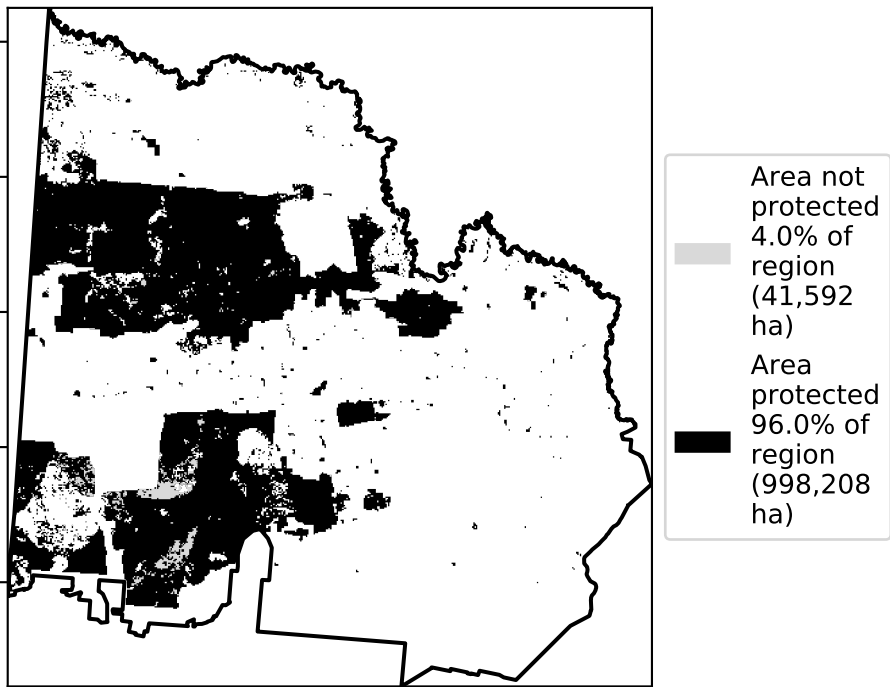 Area not
protected
4.0% of
region
(41,592
ha)
Area
protected
96.0% of
region
(998,208
ha)